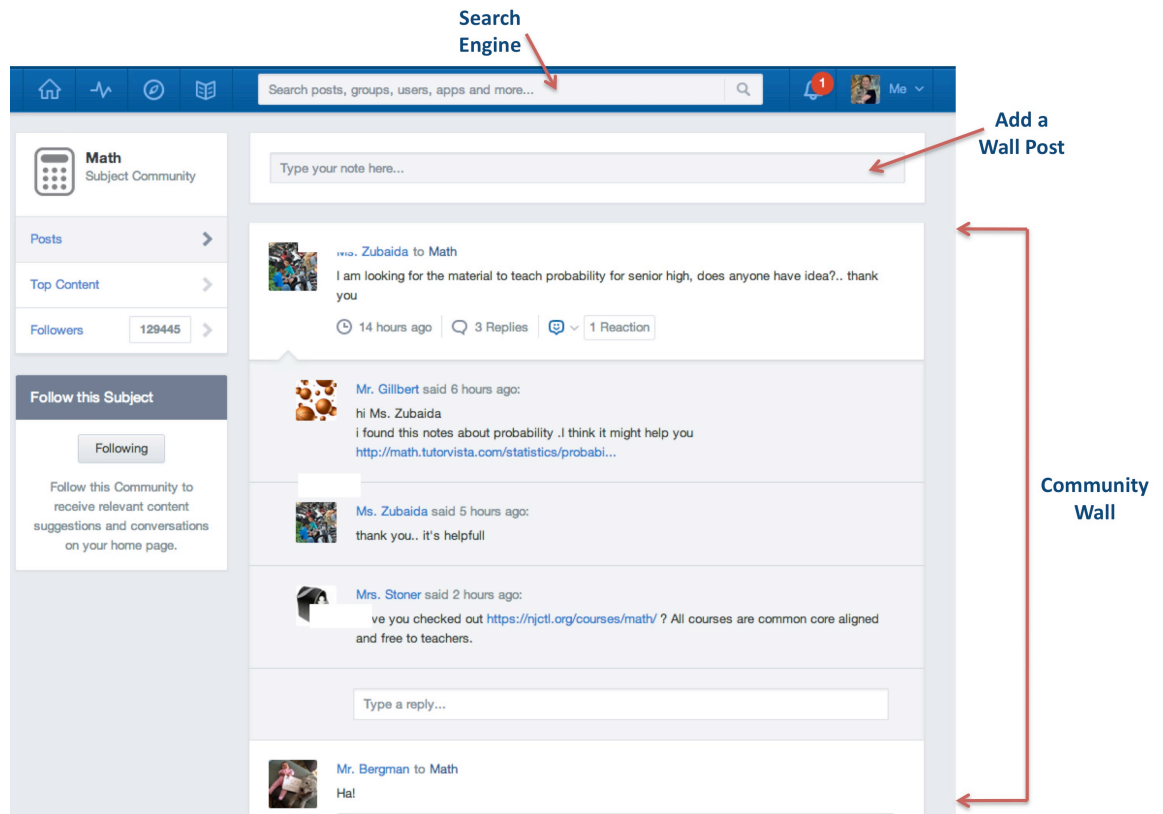 Search
Engine
Search posts, groups, users, apps and more...
1
Me
Add a
Wall Post
Math
Subject Community
Type your note here...
Posts
Top Content
Followers 129445
Follow this Subject
Following
Follow this Community to
receive relevant content
suggestions and conversations
on your home page.
Ms. Zubaida to Math
I am looking for the material to teach probability for senior high, does anyone have idea?.. thank
you
14 hours ago 3 Replies 1 Reaction
Mr. Gillbert said 6 hours ago:
hi Ms. Zubaida
i found this notes about probability .I think it might help you
http://math.tutorvista.com/statistics/probabi...
Ms. Zubaida said 5 hours ago:
thank you.. it's helpfull
Mrs. Stoner said 2 hours ago:
ve you checked out https://njctl.org/courses/math/ ? All courses are common core aligned
and free to teachers.
Type a reply...
Mr. Bergman to Math
Ha!
Community
Wall